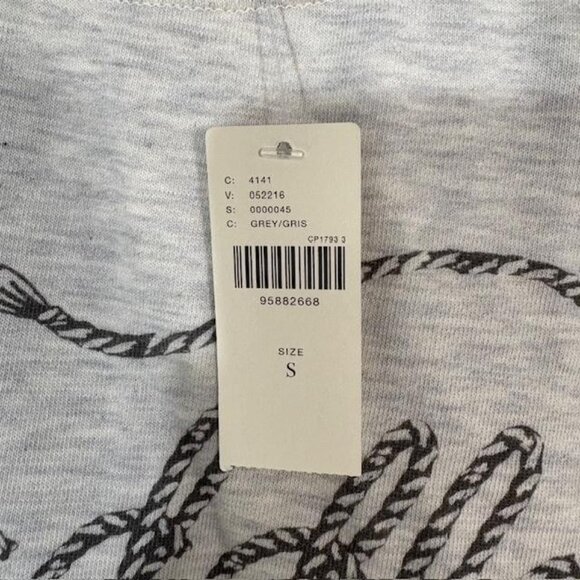 C: 4141
V: 052216
S: 0000045
C: GREY/GRIS
CP1793 3
95882668
SIZE
S